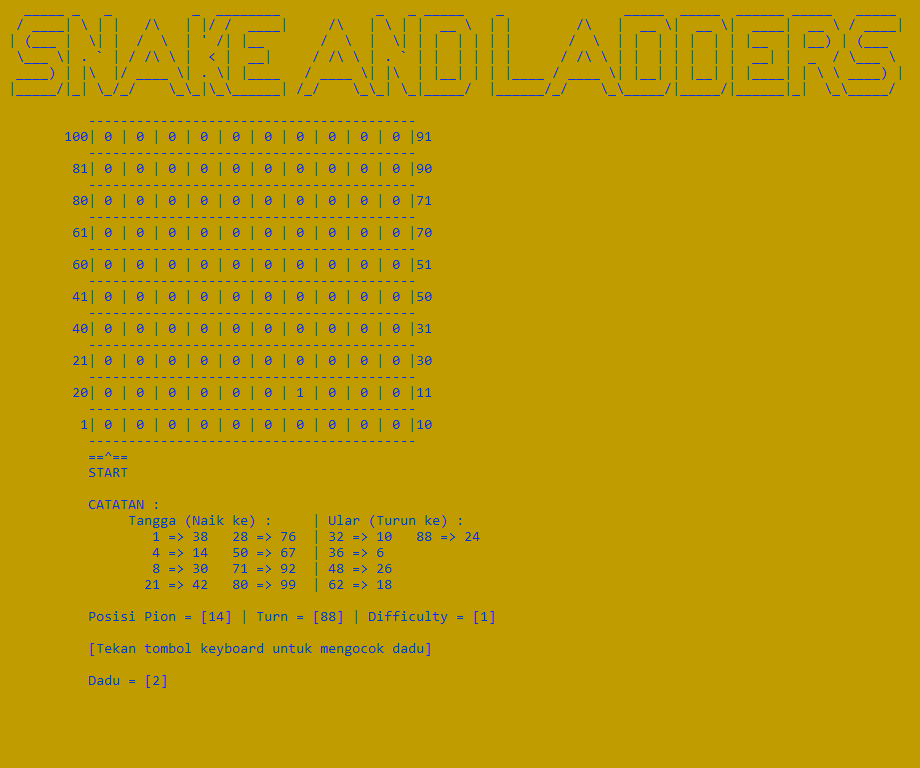 SNAKE AND LADDERS
-----------------------------------------
100| 0 | 0 | 0 | 0 | 0 | 0 | 0 | 0 | 0 | 0 |91
-----------------------------------------
81| 0 | 0 | 0 | 0 | 0 | 0 | 0 | 0 | 0 | 0 |90
-----------------------------------------
80| 0 | 0 | 0 | 0 | 0 | 0 | 0 | 0 | 0 | 0 |71
-----------------------------------------
61| 0 | 0 | 0 | 0 | 0 | 0 | 0 | 0 | 0 | 0 |70
-----------------------------------------
60| 0 | 0 | 0 | 0 | 0 | 0 | 0 | 0 | 0 | 0 |51
-----------------------------------------
41| 0 | 0 | 0 | 0 | 0 | 0 | 0 | 0 | 0 | 0 |50
-----------------------------------------
40| 0 | 0 | 0 | 0 | 0 | 0 | 0 | 0 | 0 | 0 |31
-----------------------------------------
21| 0 | 0 | 0 | 0 | 0 | 0 | 0 | 0 | 0 | 0 |30
-----------------------------------------
20| 0 | 0 | 0 | 0 | 0 | 0 | 1 | 0 | 0 | 0 |11
-----------------------------------------
1| 0 | 0 | 0 | 0 | 0 | 0 | 0 | 0 | 0 | 0 |10
-----------------------------------------
==^==
START
CATATAN :
Tangga (Naik ke) :     | Ular (Turun ke) :
1 => 38   28 => 76  | 32 => 10   88 => 24
4 => 14   50 => 67  | 36 => 6
8 => 30   71 => 92  | 48 => 26
21 => 42   80 => 99  | 62 => 18
Posisi Pion = [14] | Turn = [88] | Difficulty = [1]
[Tekan tombol keyboard untuk mengocok dadu]
Dadu = [2]